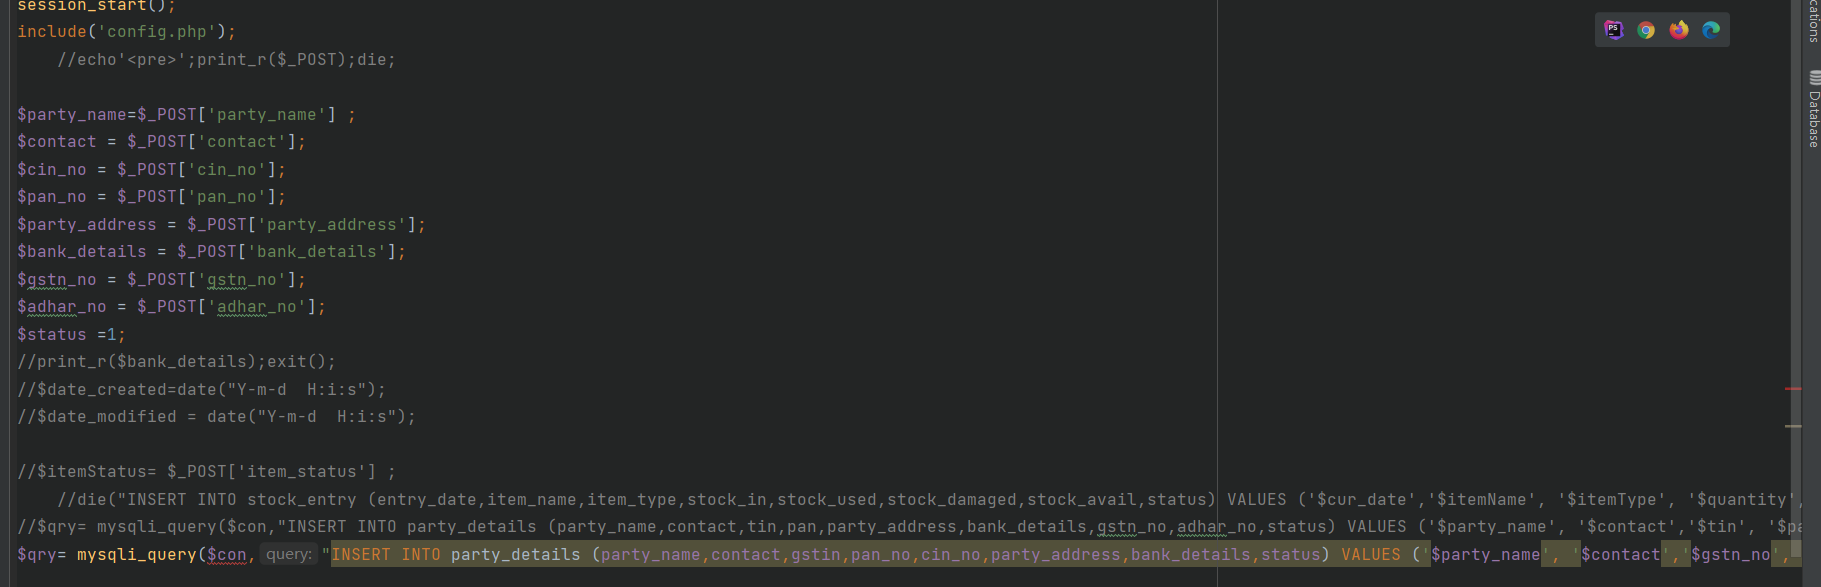 session_start();
include('config.php');
//echo'<pre>';print_r($_POST);die;
$party_name=$_POST['party_name'] ;
$contact = $_POST['contact'];
$cin_no = $_POST['cin_no'];
$pan_no = $_POST['pan_no'];
$party_address = $_POST['party_address'];
$bank_details = $_POST['bank_details'];
$gstn_no = $_POST['gstn_no'];
$adhar_no = $_POST['adhar_no'];
$status =1;
//print_r($bank_details);exit();
//$date_created=date("Y-m-d  H:i:s");
//$date_modified = date("Y-m-d  H:i:s");
//$itemStatus= $_POST['item_status'] ;
//die("INSERT INTO stock_entry (entry_date,item_name,item_type,stock_in,stock_used,stock_damaged,stock_avail,status) VALUES ('$cur_date','$itemName', '$itemType', '$quantity',
//$qry= mysqli_query($con,"INSERT INTO party_details (party_name,contact,tin,pan,party_address,bank_details,gstn_no,adhar_no,status) VALUES ('$party_name', '$contact','$tin', '$pa
$qry= mysqli_query($con, query: "INSERT INTO party_details (party_name,contact,gstin,pan_no,cin_no,party_address,bank_details,status) VALUES ('$party_name', '$contact','$gstn_no',
PS
cations
Database